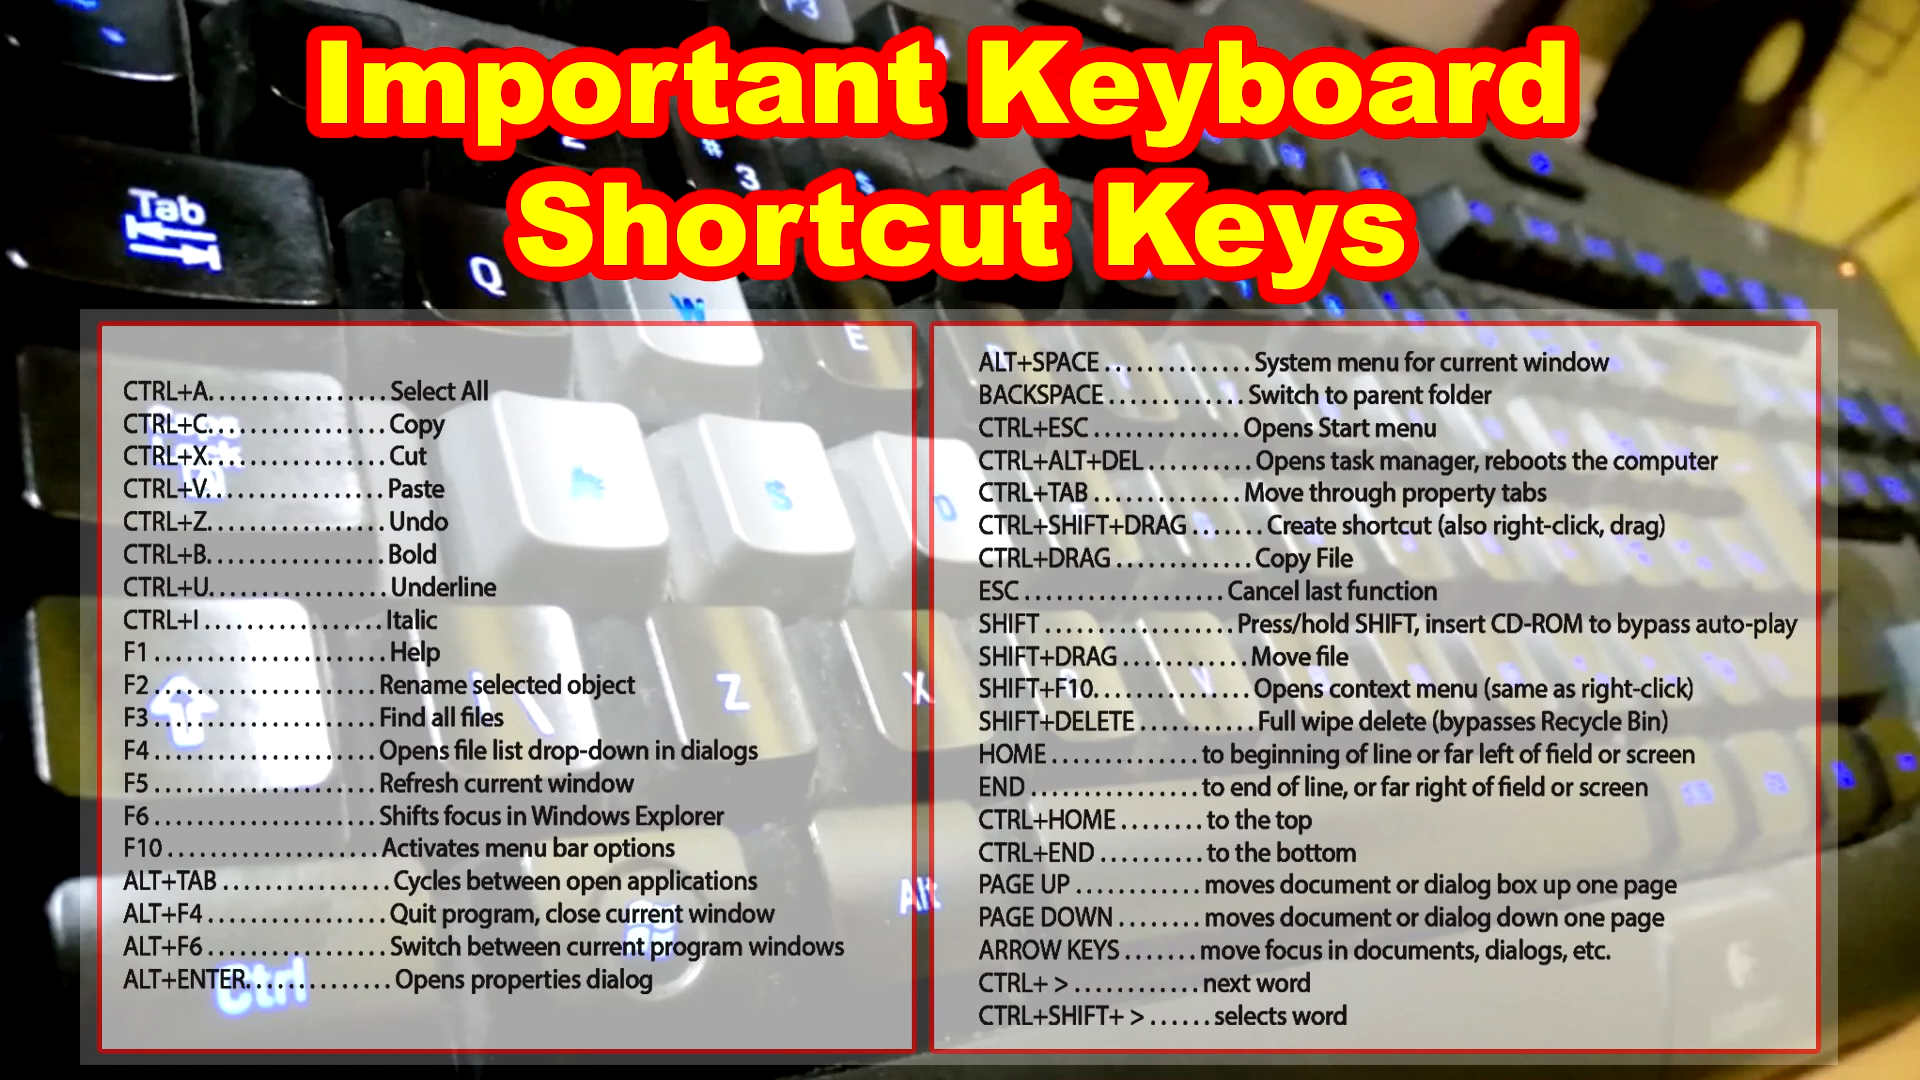 Important Keyboard
Shortcut Keys
CTRL+A................. Select All
CTRL+C................. Copy
CTRL+X................. Cut
CTRL+V................. Paste
CTRL+Z................. Undo
CTRL+B................. Bold
CTRL+U................. Underline
CTRL+I ................. Italic
F1 ...................... Help
F2 ..................... Rename selected object
F3 ..................... Find all files
F4 ..................... Opens file list drop-down in dialogs
F5 ..................... Refresh current window
F6 ..................... Shifts focus in Windows Explorer
F10 .................... Activates menu bar options
ALT+TAB ................ Cycles between open applications
ALT+F4 ................. Quit program, close current window
ALT+F6 ................. Switch between current program windows
ALT+ENTER.............. Opens properties dialog
ALT+SPACE .............. System menu for current window
BACKSPACE ............. Switch to parent folder
CTRL+ESC .............. Opens Start menu
CTRL+ALT+DEL .......... Opens task manager, reboots the computer
CTRL+TAB .............. Move through property tabs
CTRL+SHIFT+DRAG ....... Create shortcut (also right-click, drag)
CTRL+DRAG ............. Copy File
ESC ................... Cancel last function
SHIFT .................. Press/hold SHIFT, insert CD-ROM to bypass auto-play
SHIFT+DRAG ............ Move file
SHIFT+F10............... Opens context menu (same as right-click)
SHIFT+DELETE ........... Full wipe delete (bypasses Recycle Bin)
HOME .............. to beginning of line or far left of field or screen
END ................ to end of line, or far right of field or screen
CTRL+HOME ........ to the top
CTRL+END .......... to the bottom
PAGE UP ............ moves document or dialog box up one page
PAGE DOWN ........ moves document or dialog down one page
ARROW KEYS ....... move focus in documents, dialogs, etc.
CTRL+ > ............ next word
CTRL+SHIFT+ > ...... selects word
Tab
Q
W
E
S
Z
X
Alt
Ctrl